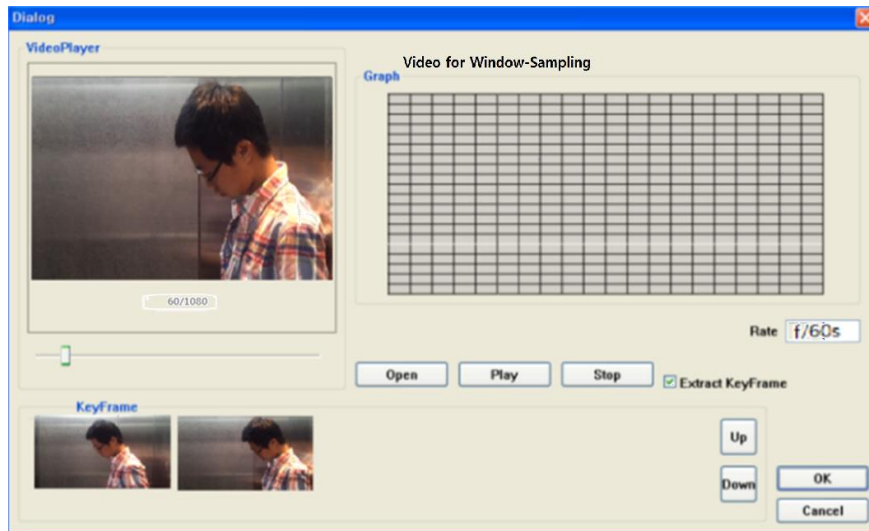 Dialog
VideoPlayer
Video for Window-Sampling
Graph
60/1080
Rate f/60s
Open Play Stop Extract KeyFrame
KeyFrame
Up
Down
OK
Cancel